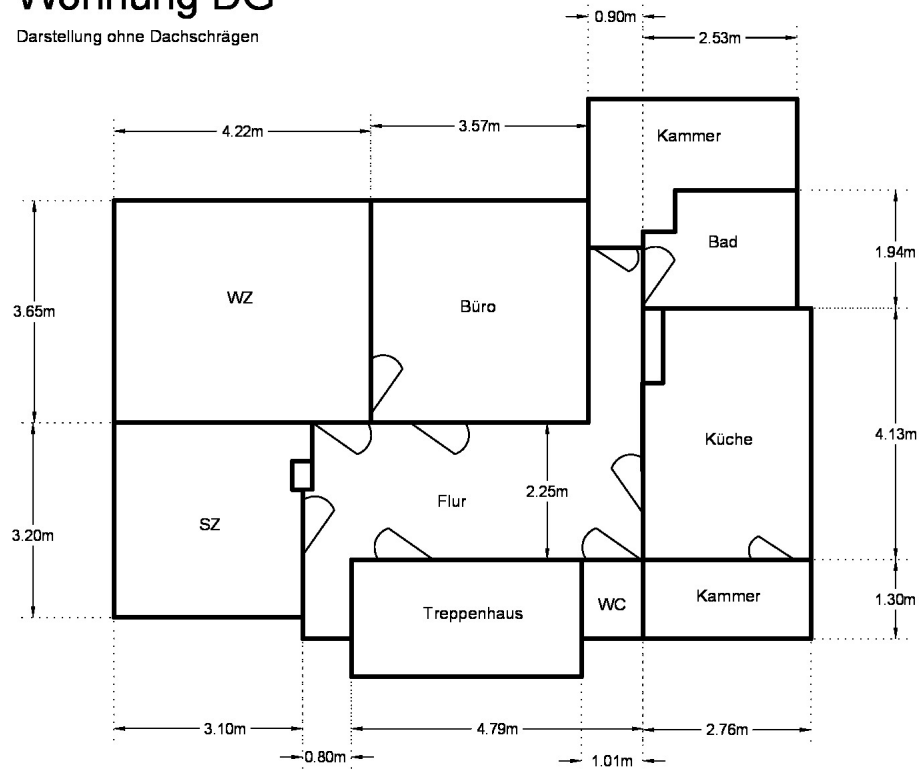 Wohnung DG
Darstellung ohne Dachschrägen
0.90m
2.53m
4.22m
3.57m
Kammer
WZ
Büro
Bad
1.94m
3.65m
Küche
4.13m
SZ
Flur
2.25m
3.20m
Treppenhaus
WC
Kammer
1.30m
3.10m
4.79m
2.76m
0.80m
1.01m